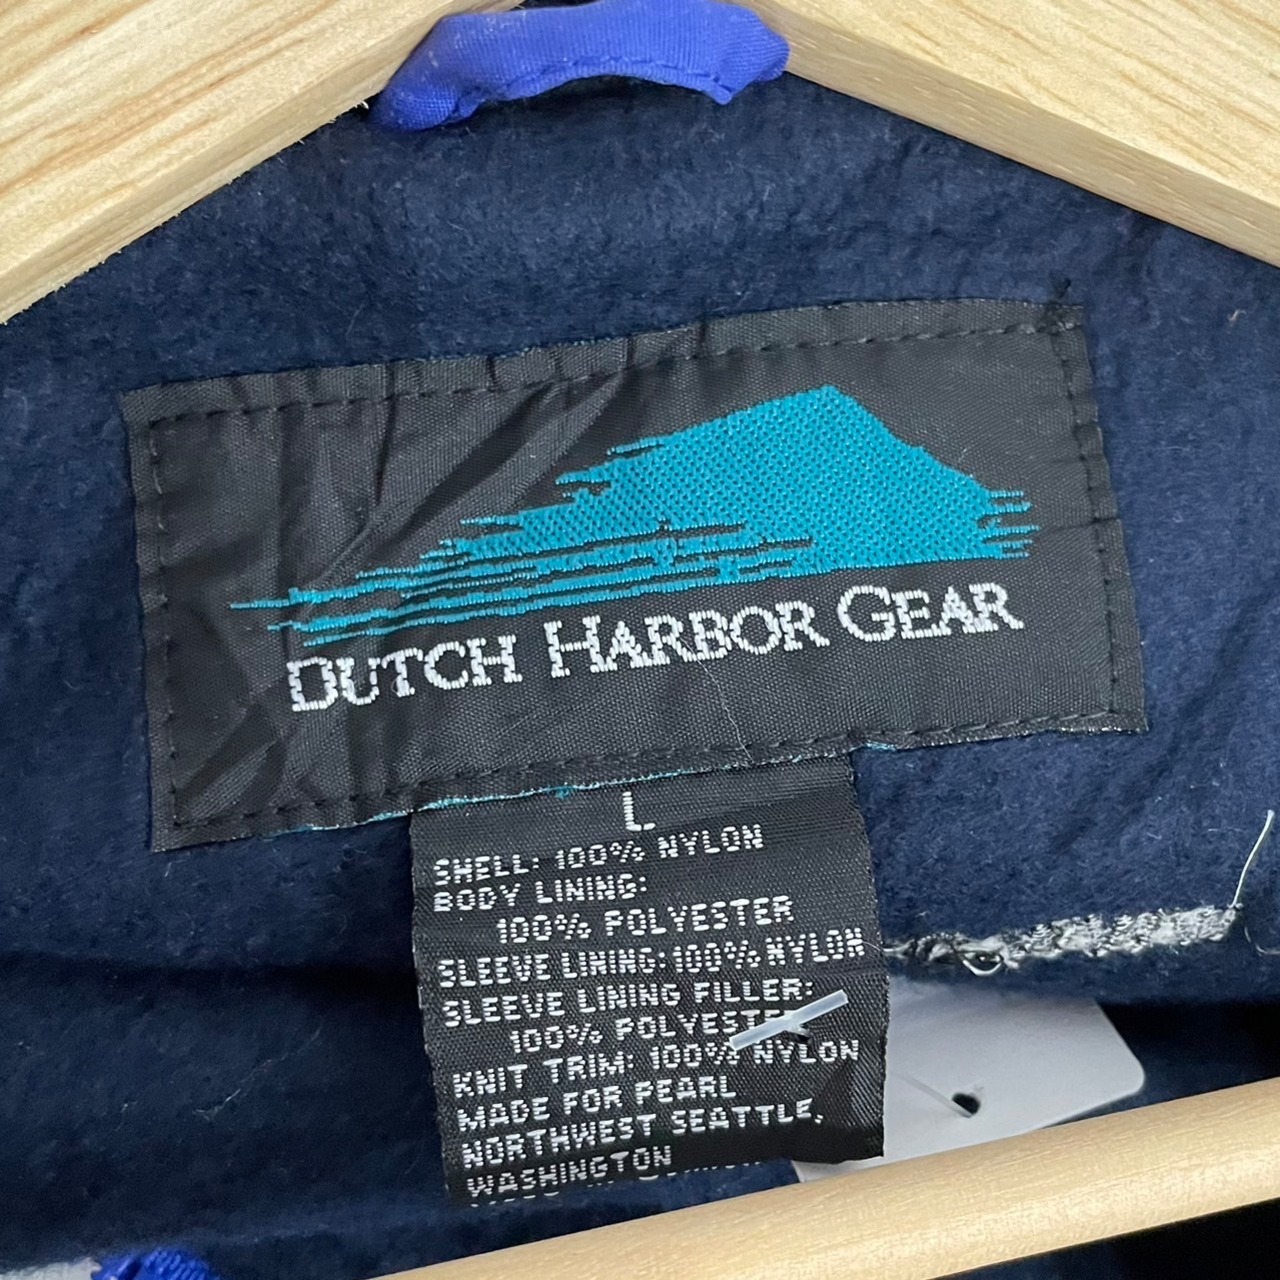 DUTCH HARBOR GEAR
L
SHELL: 100% NYLON
BODY LINING:
100% POLYESTER
SLEEVE LINING: 100% NYLON
SLEEVE LINING FILLER:
100% POLYESTER
KNIT TRIM: 100% NYLON
MADE FOR PEARL
NORTHWEST SEATTLE,
WASHINGTON